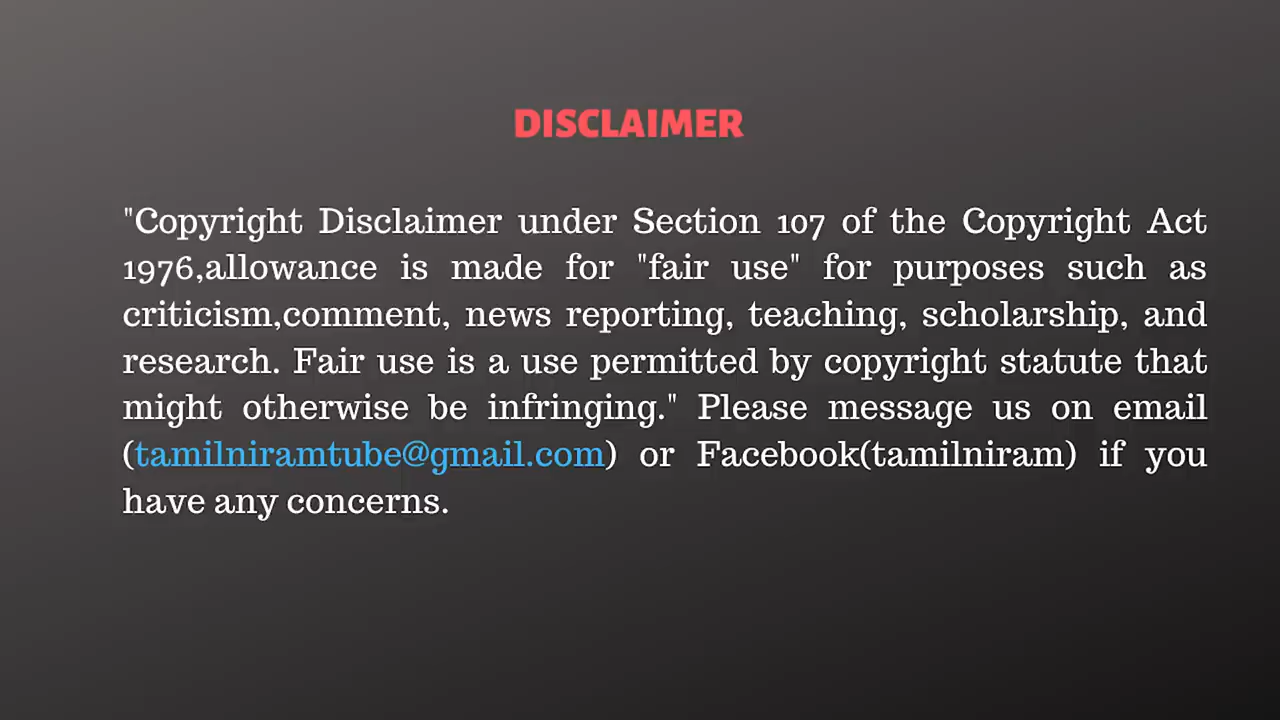 DISCLAIMER
"Copyright Disclaimer under Section 107 of the Copyright Act
1976,allowance is made for "fair use" for purposes such as
criticism,comment, news reporting, teaching, scholarship, and
research. Fair use is a use permitted by copyright statute that
might otherwise be infringing." Please message us on email
(tamilniramtube@gmail.com) or Facebook(tamilniram) if you
have any concerns.